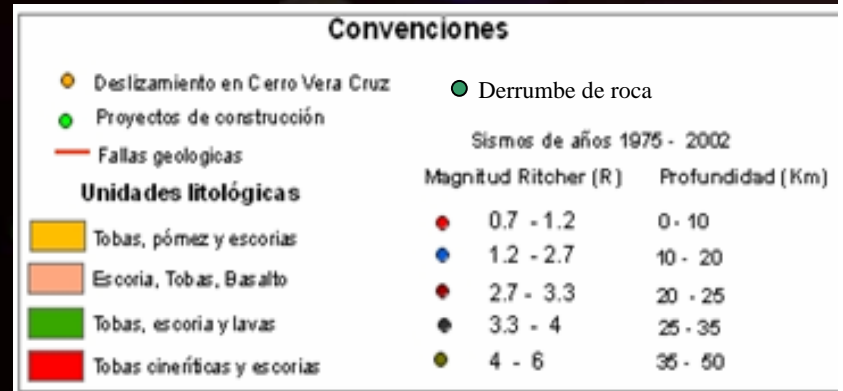 Convenciones
Deslizamiento en Cerro Vera Cruz
Proyectos de construcción
Fallas geologicas
Unidades litológicas
Tobas, pómez y escorias
Escoria, Tobas, Basalto
Tobas, escoria y lavas
Tobas cineríticas y escorias
Derrumbe de roca
Sismos de años 1975 - 2002
Magnitud Ritcher (R) Profundidad (Km)
0.7 - 1.2 0 - 10
1.2 - 2.7 10 - 20
2.7 - 3.3 20 - 25
3.3 - 4 25 - 35
4 - 6 35 - 50